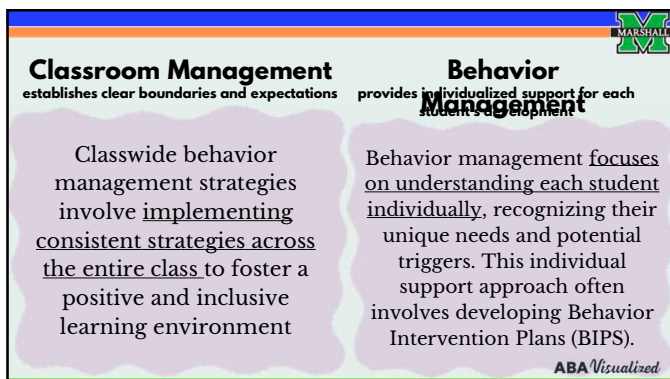 MARSHALL
Classroom Management
establishes clear boundaries and expectations
Classwide behavior
management strategies
involve implementing
consistent strategies across
the entire class to foster a
positive and inclusive
learning environment
Behavior
Management
provides individualized support for each
student's development
Behavior management focuses
on understanding each student
individually, recognizing their
unique needs and potential
triggers. This individual
support approach often
involves developing Behavior
Intervention Plans (BIPS).
ABA Visualized